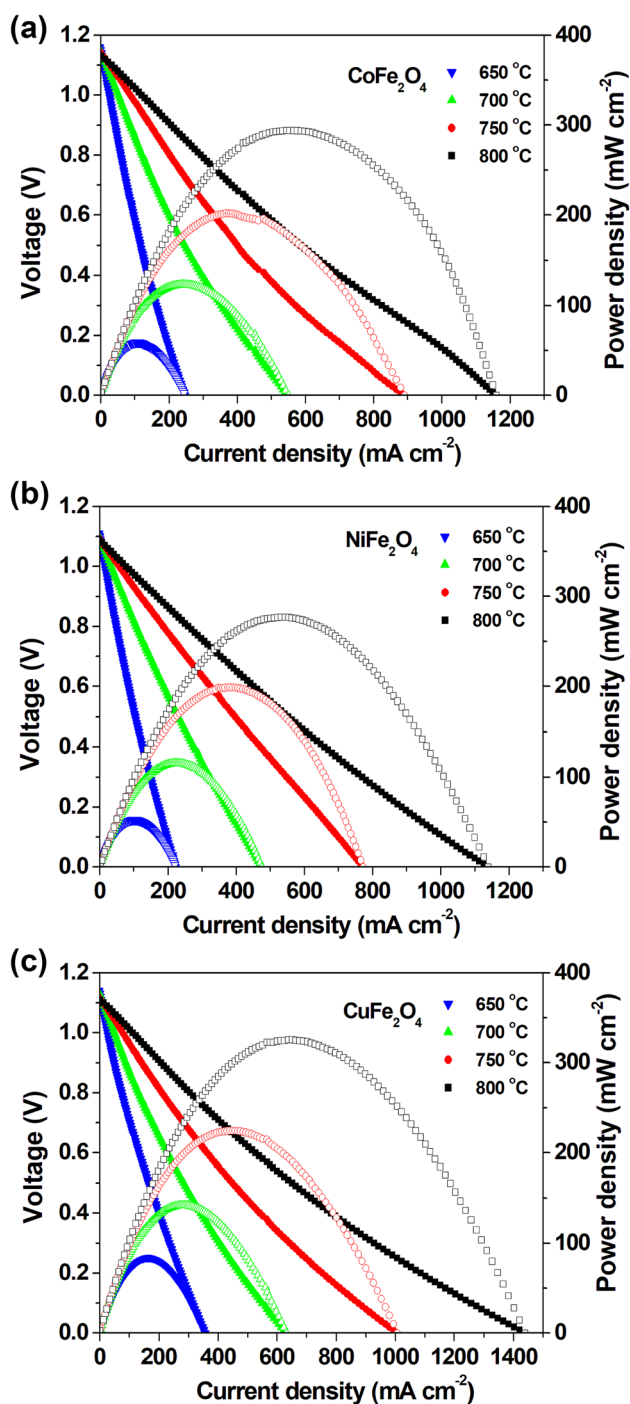 (a)
1.2
1.0
0.8
0.6
0.4
0.2
0.0
Voltage (V)
CoFe₂O₄
650 °C
700 °C
750 °C
800 °C
400
300
200
100
0
Power density (mW cm⁻²)
0 200 400 600 800 1000 1200
Current density (mA cm⁻²)
(b)
1.2
1.0
0.8
0.6
0.4
0.2
0.0
Voltage (V)
NiFe₂O₄
650 °C
700 °C
750 °C
800 °C
400
300
200
100
0
Power density (mW cm⁻²)
0 200 400 600 800 1000 1200
Current density (mA cm⁻²)
(c)
1.2
1.0
0.8
0.6
0.4
0.2
0.0
Voltage (V)
CuFe₂O₄
650 °C
700 °C
750 °C
800 °C
400
300
200
100
0
Power density (mW cm⁻²)
0 200 400 600 800 1000 1200 1400
Current density (mA cm⁻²)